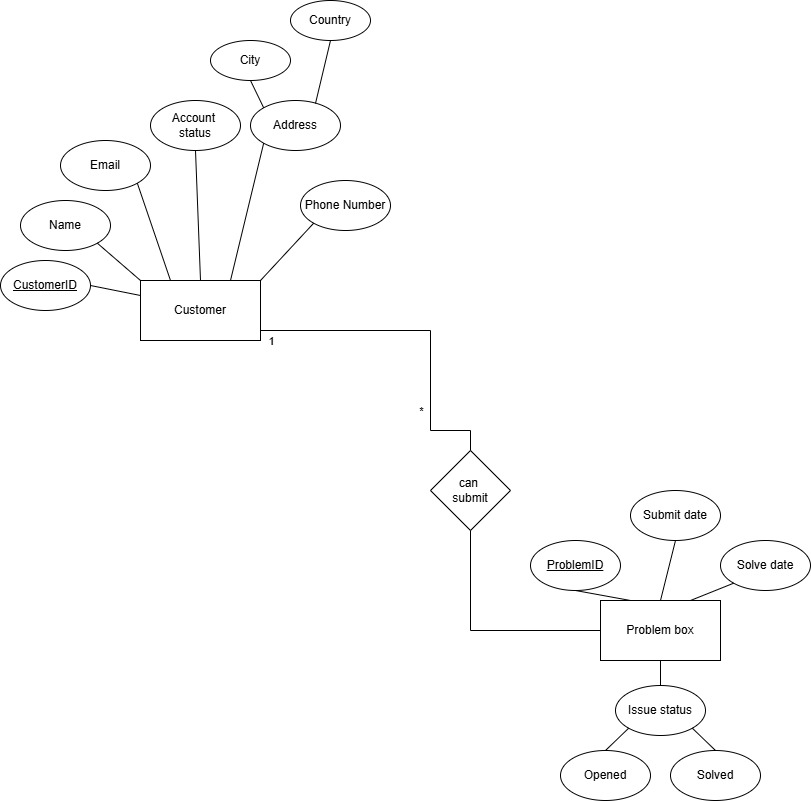 Country
City
Account
status
Address
Email
Phone Number
Name
CustomerID
Customer
1
*
can
submit
Submit date
ProblemID
Solve date
Problem box
Issue status
Opened
Solved